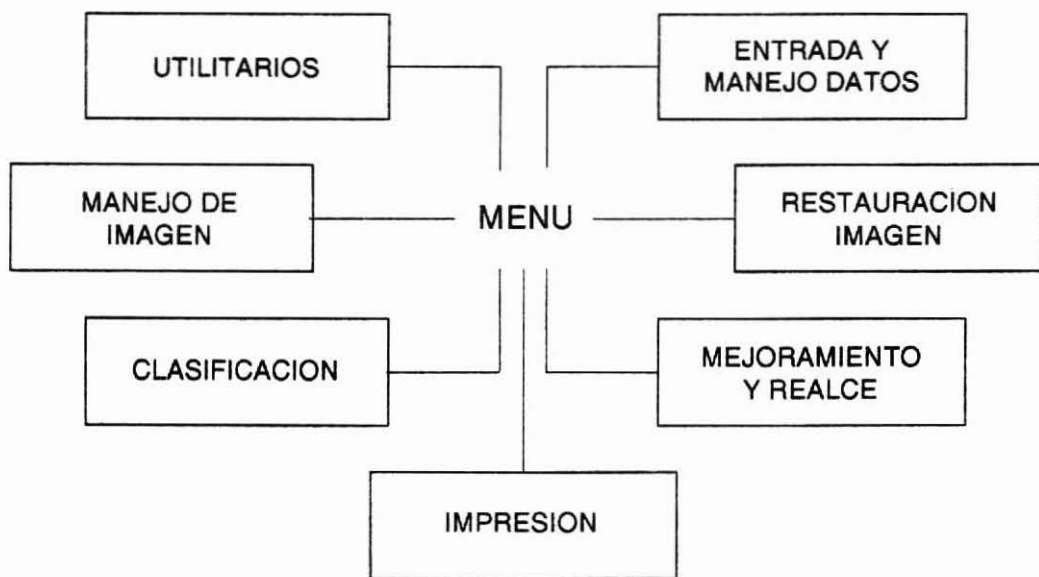 UTILITARIOS
ENTRADA Y
MANEJO DATOS
MANEJO DE
IMAGEN
MENU
RESTAURACION
IMAGEN
CLASIFICACION
MEJORAMIENTO
Y REALCE
IMPRESION